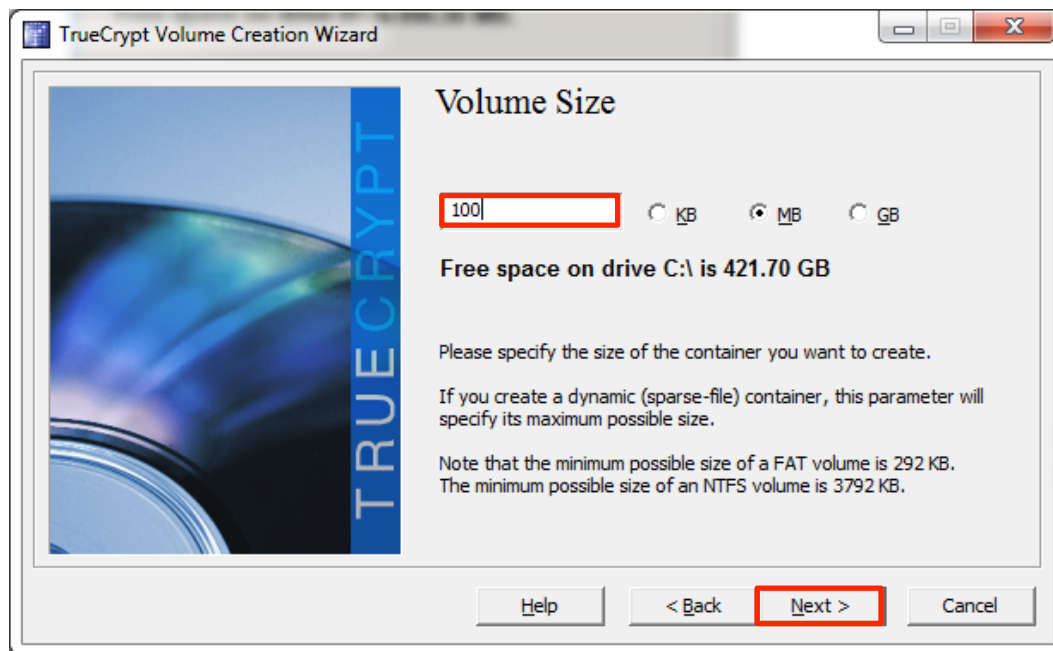 TrueCrypt Volume Creation Wizard
TRUECRYPT
Volume Size
100
KB
MB
GB
Free space on drive C:\ is 421.70 GB
Please specify the size of the container you want to create.
If you create a dynamic (sparse-file) container, this parameter will
specify its maximum possible size.
Note that the minimum possible size of a FAT volume is 292 KB.
The minimum possible size of an NTFS volume is 3792 KB.
Help
< Back
Next >
Cancel